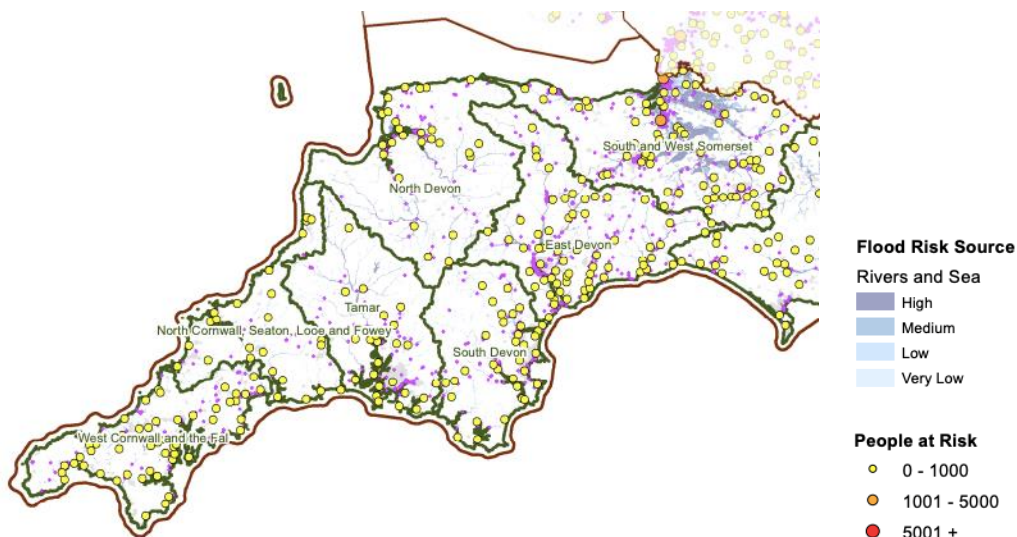 South and West Somerset
North Devon
East Devon
Tamar
North Cornwall, Seaton, Looe and Fowey
South Devon
West Cornwall and the Fal
Flood Risk Source
Rivers and Sea
High
Medium
Low
Very Low
People at Risk
0 - 1000
1001 - 5000
5001 +